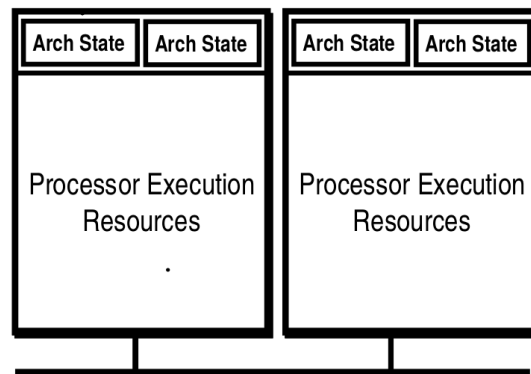 Arch State Arch State Arch State Arch State
Processor Execution Processor Execution
Resources Resources